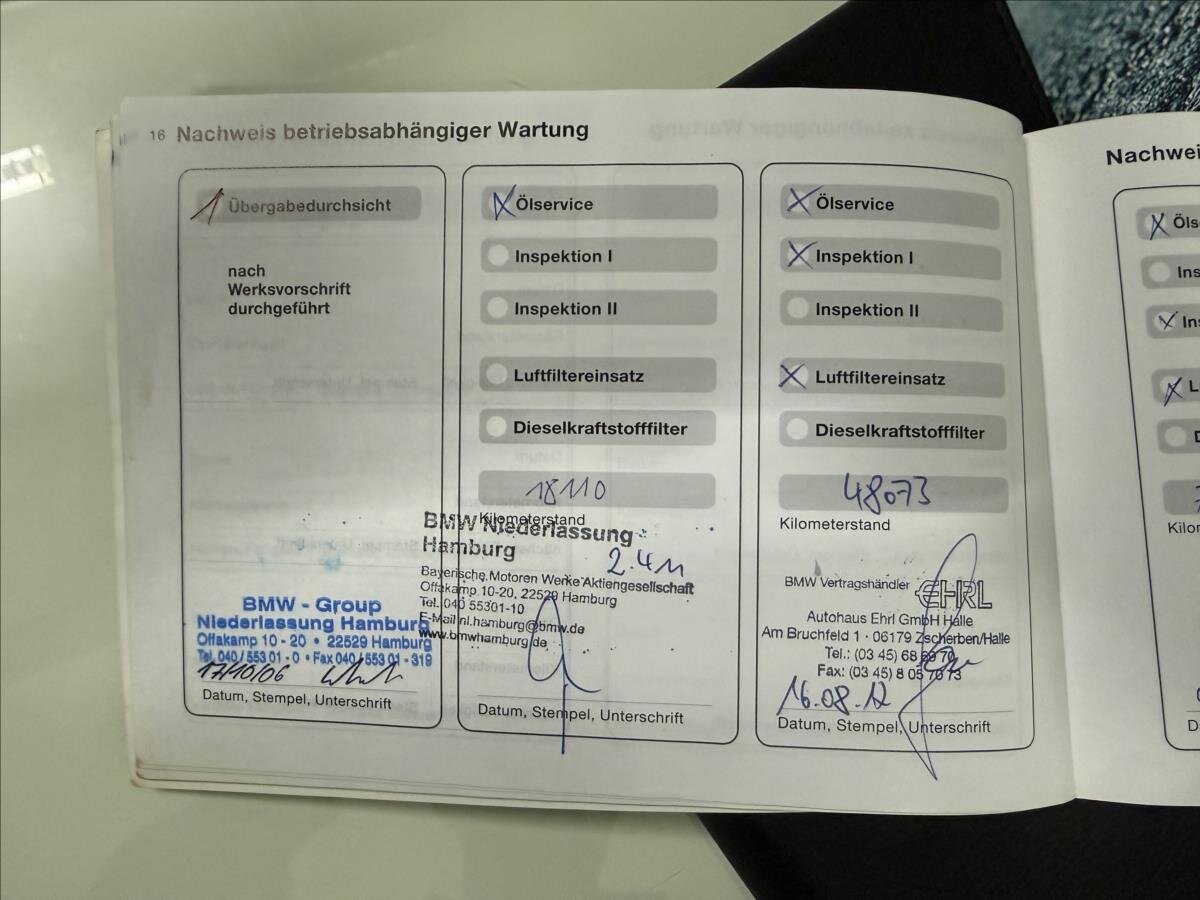 16 Nachweis betriebsabhängiger Wartung
Übergabedurchsicht
nach
Werksvorschrift
durchgeführt
BMW - Group
Niederlassung Hamburg
Offakamp 10 - 20 • 22529 Hamburg
Tel. 040 / 553 01 - 0 • Fax 040 / 553 01 - 319
17/10/06
Datum, Stempel, Unterschrift
X Ölservice
Inspektion I
Inspektion II
Luftfiltereinsatz
Dieselkraftstofffilter
18110
Kilometerstand
BMW Niederlassung
Hamburg
2.4.11
Bayerische Motoren Werke Aktiengesellschaft
Offakamp 10-20, 22529 Hamburg
Tel. 040 55301-10
E-Mail nl.hamburg@bmw.de
www.bmwhamburg.de
Datum, Stempel, Unterschrift
X Ölservice
X Inspektion I
Inspektion II
X Luftfiltereinsatz
Dieselkraftstofffilter
48073
Kilometerstand
BMW Vertragshändler EHRL
Autohaus Ehrl GmbH Halle
Am Bruchfeld 1 · 06179 Zscherben/Halle
Tel.: (03 45) 68 69 70
Fax: (03 45) 8 05 70 73
16.08.12
Datum, Stempel, Unterschrift
Nachwei
X Öls
Ins
X Ins
X L
D
Kilo
D